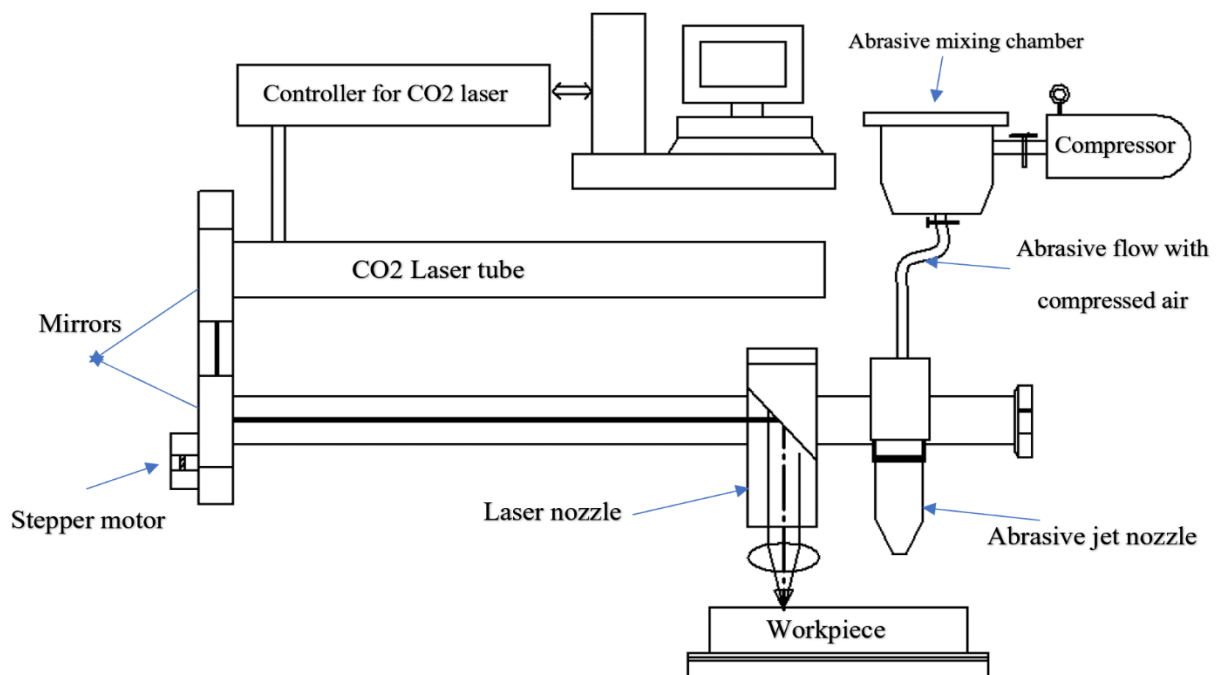 Abrasive mixing chamber
Controller for CO2 laser
Compressor
CO2 Laser tube
Abrasive flow with
compressed air
Mirrors
Stepper motor
Laser nozzle
Abrasive jet nozzle
Workpiece